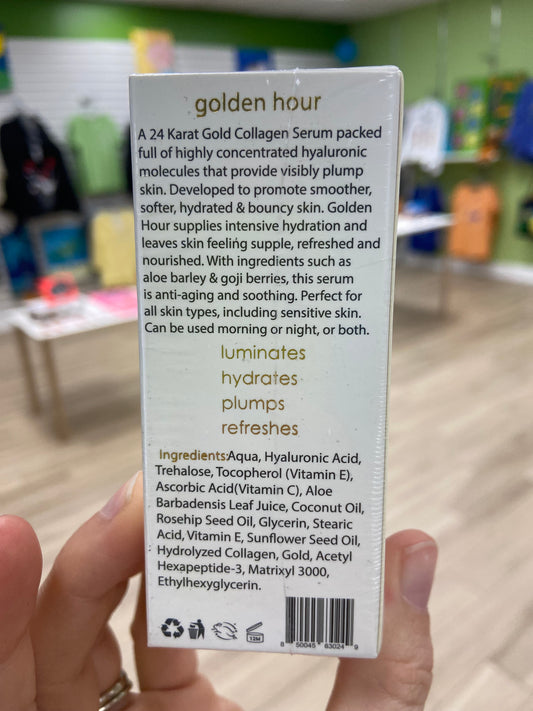 golden hour
A 24 Karat Gold Collagen Serum packed
full of highly concentrated hyaluronic
molecules that provide visibly plump
skin. Developed to promote smoother,
softer, hydrated & bouncy skin. Golden
Hour supplies intensive hydration and
leaves skin feeling supple, refreshed and
nourished. With ingredients such as
aloe barley & goji berries, this serum
is anti-aging and soothing. Perfect for
all skin types, including sensitive skin.
Can be used morning or night, or both.
luminates
hydrates
plumps
refreshes
Ingredients:Aqua, Hyaluronic Acid,
Trehalose, Tocopherol (Vitamin E),
Ascorbic Acid(Vitamin C), Aloe
Barbadensis Leaf Juice, Coconut Oil,
Rosehip Seed Oil, Glycerin, Stearic
Acid, Vitamin E, Sunflower Seed Oil,
Hydrolyzed Collagen, Gold, Acetyl
Hexapeptide-3, Matrixyl 3000,
Ethylhexyglycerin.
12M
8 50045 63024 9